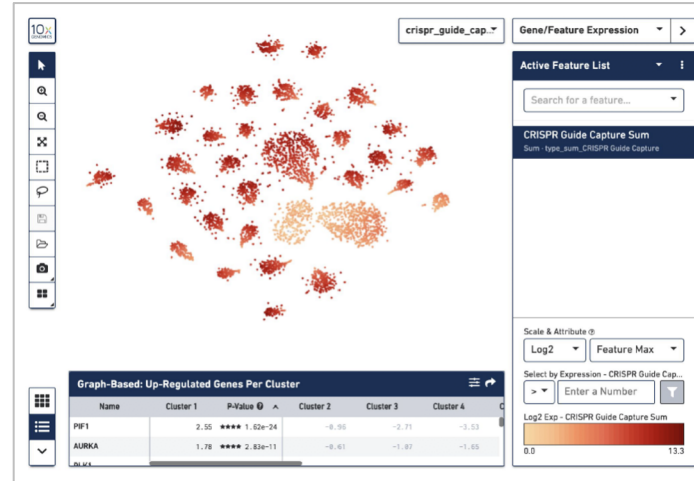 10x
GENOMICS
crispr_guide_cap...
Gene/Feature Expression
Active Feature List
Search for a feature...
CRISPR Guide Capture Sum
Sum · type_sum_CRISPR Guide Capture
Scale & Attribute
Log2
Feature Max
Select by Expression - CRISPR Guide Cap...
>
Enter a Number
Log2 Exp - CRISPR Guide Capture Sum
0.0 13.3
Graph-Based: Up-Regulated Genes Per Cluster
Name Cluster 1 P-Value Cluster 2 Cluster 3 Cluster 4 C
PIF1 2.55 ★★★★ 1.62e-24 -0.96 -2.71 -3.53
AURKA 1.78 ★★★★ 2.83e-11 -0.61 -1.07 -1.65
PLK1